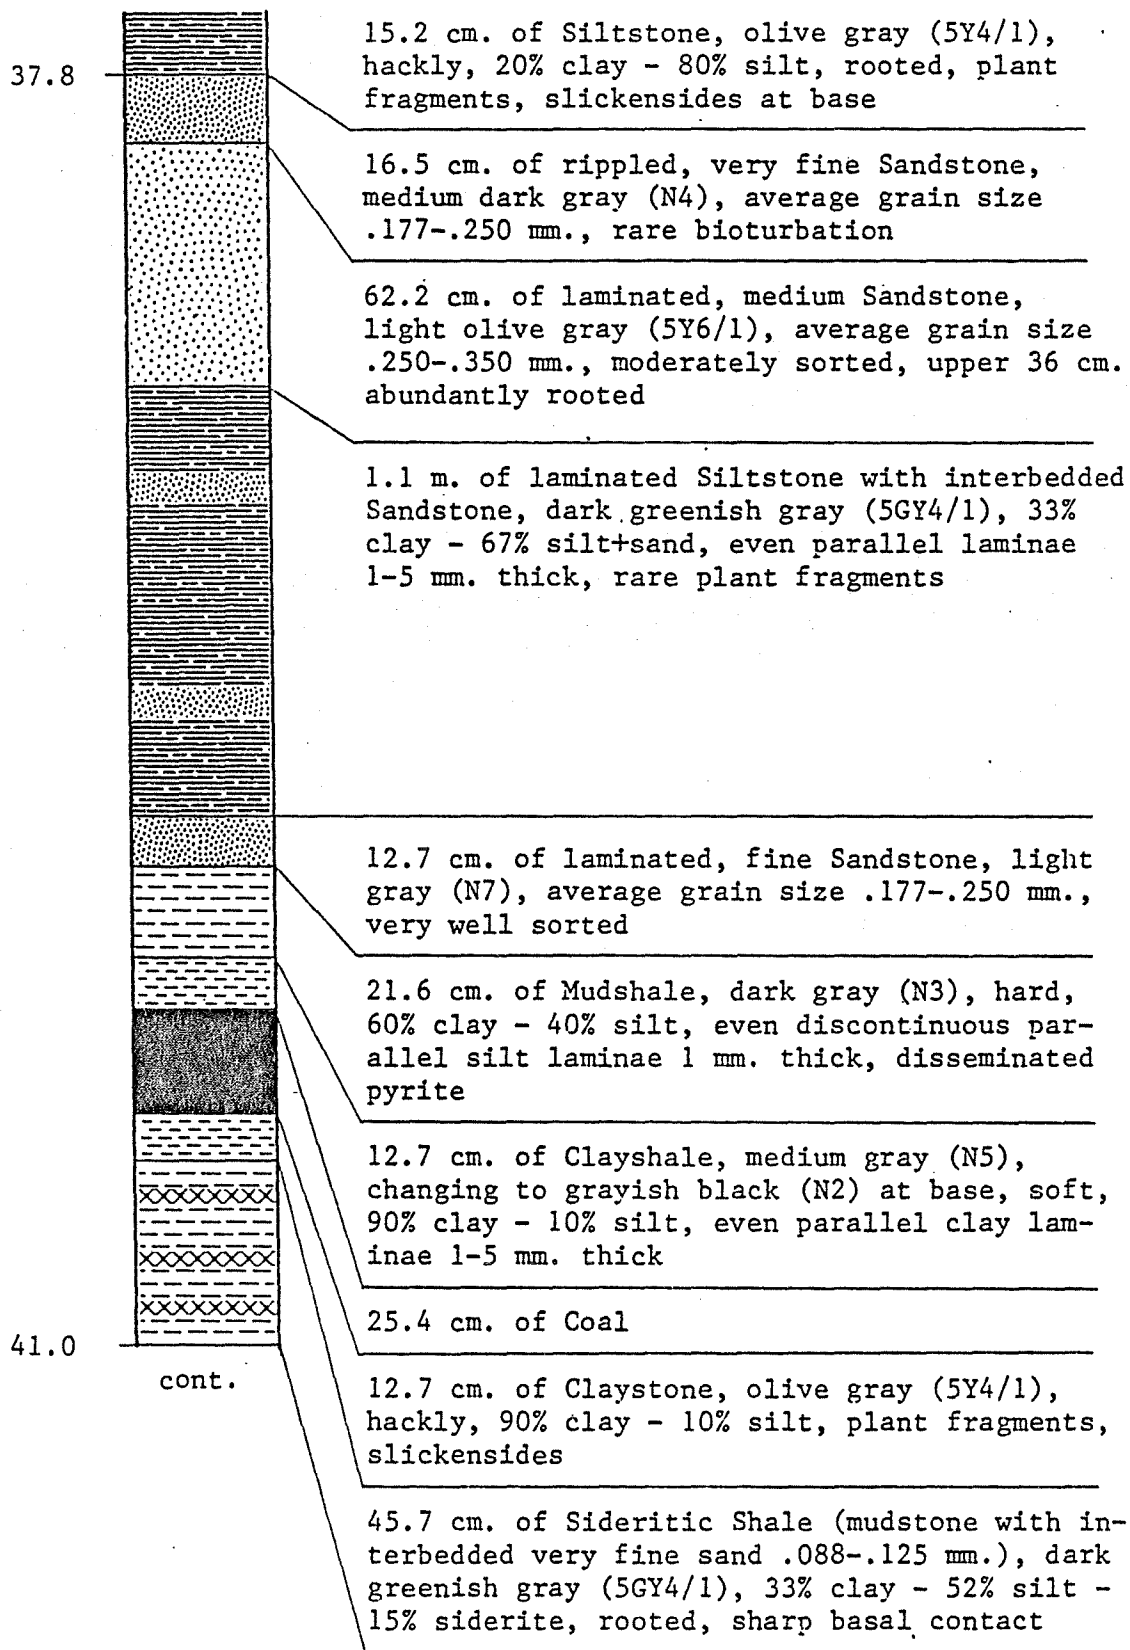 15.2 cm. of Siltstone, olive gray (5Y4/1),
hackly, 20% clay - 80% silt, rooted, plant
fragments, slickensides at base
37.8
16.5 cm. of rippled, very fine Sandstone,
medium dark gray (N4), average grain size
.177-.250 mm., rare bioturbation
62.2 cm. of laminated, medium Sandstone,
light olive gray (5Y6/1), average grain size
.250-.350 mm., moderately sorted, upper 36 cm.
abundantly rooted
1.1 m. of laminated Siltstone with interbedded
Sandstone, dark greenish gray (5GY4/1), 33%
clay - 67% silt+sand, even parallel laminae
1-5 mm. thick, rare plant fragments
12.7 cm. of laminated, fine Sandstone, light
gray (N7), average grain size .177-.250 mm.,
very well sorted
21.6 cm. of Mudshale, dark gray (N3), hard,
60% clay - 40% silt, even discontinuous par-
allel silt laminae 1 mm. thick, disseminated
pyrite
12.7 cm. of Clayshale, medium gray (N5),
changing to grayish black (N2) at base, soft,
90% clay - 10% silt, even parallel clay lam-
inae 1-5 mm. thick
25.4 cm. of Coal
41.0
cont.
12.7 cm. of Claystone, olive gray (5Y4/1),
hackly, 90% clay - 10% silt, plant fragments,
slickensides
45.7 cm. of Sideritic Shale (mudstone with in-
terbedded very fine sand .088-.125 mm.), dark
greenish gray (5GY4/1), 33% clay - 52% silt -
15% siderite, rooted, sharp basal contact